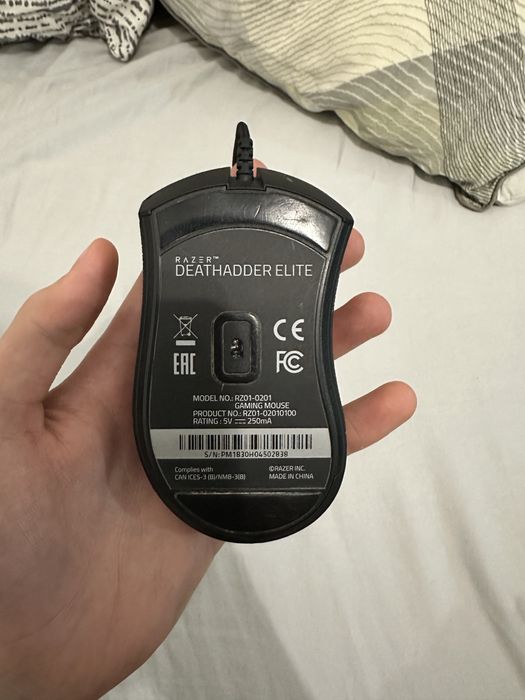 RAZER™
DEATHADDER ELITE
CE
EAC
FC
MODEL NO.: RZ01-0201
GAMING MOUSE
PRODUCT NO.: RZ01-02010100
RATING : 5V ⎓ 250mA
S/N: PM1830H04502838
Complies with
CAN ICES-3 (B)/NMB-3(B)
©RAZER INC.
MADE IN CHINA